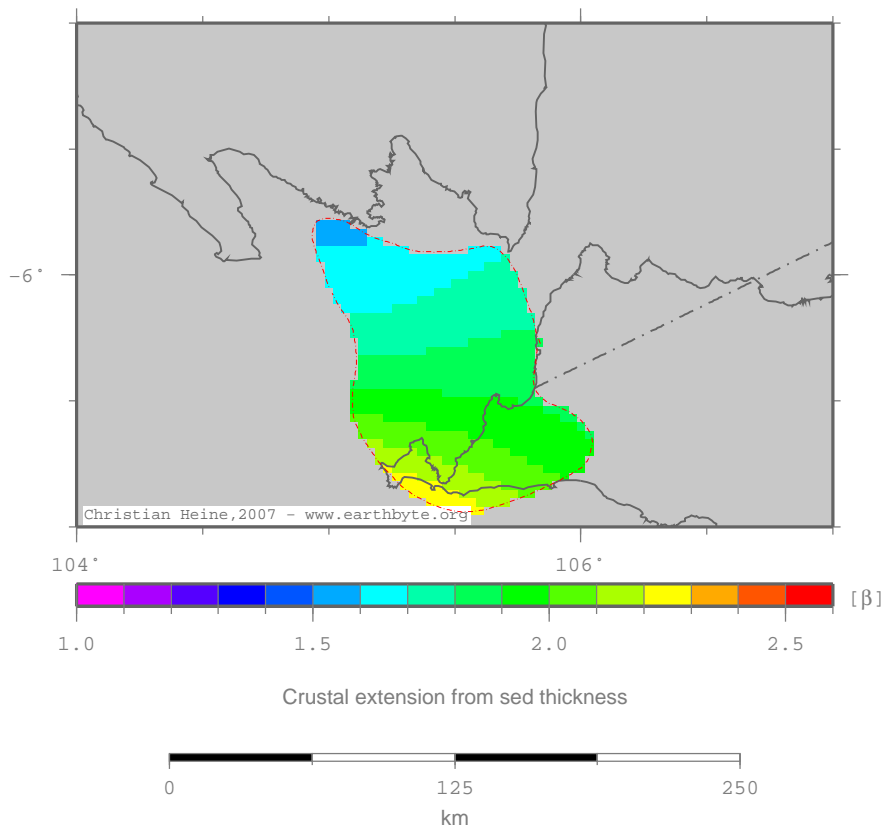 -6°
Christian Heine,2007 - www.earthbyte.org
104° 106°
[β]
1.0 1.5 2.0 2.5
Crustal extension from sed thickness
0 125 250
km